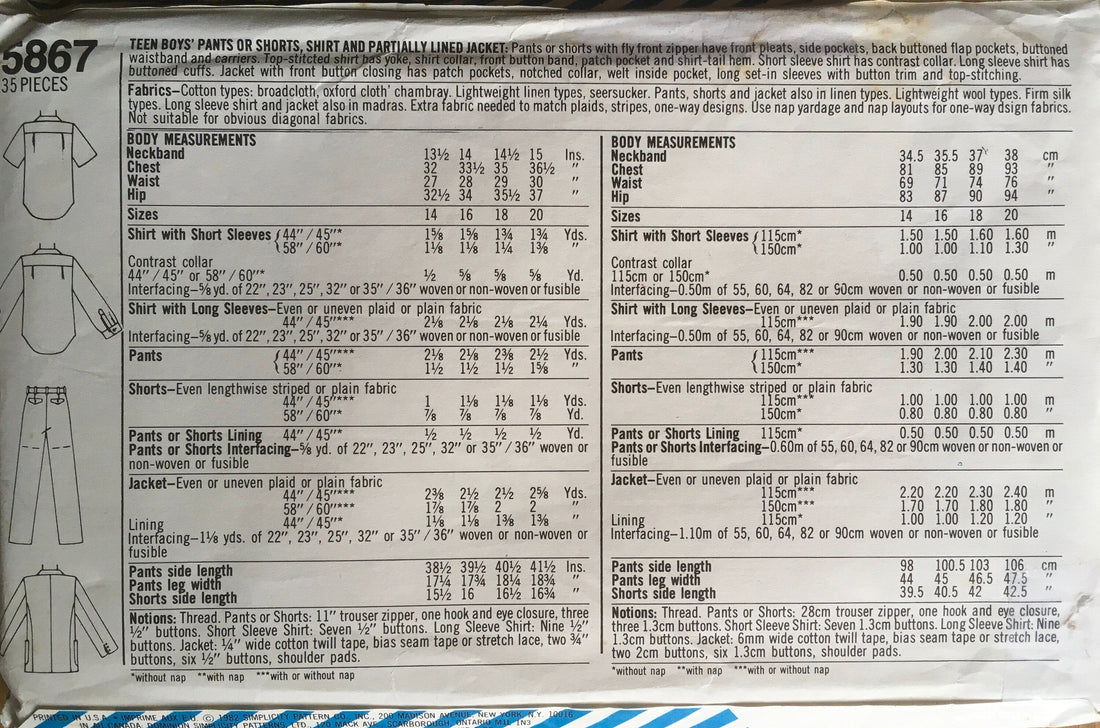 5867
35 PIECES
TEEN BOYS' PANTS OR SHORTS, SHIRT AND PARTIALLY LINED JACKET: Pants or shorts with fly front zipper have front pleats, side pockets, back buttoned flap pockets, buttoned
waistband and carriers. Top-stitcted shirt has yoke, shirt collar, front button band, patch pocket and shirt-tail hem. Short sleeve shirt has contrast collar. Long sleeve shirt has
buttoned cuffs. Jacket with front button closing has patch pockets, notched collar, welt inside pocket, long set-in sleeves with button trim and top-stitching.
Fabrics–Cotton types: broadcloth, oxford cloth' chambray. Lightweight linen types, seersucker. Pants, shorts and jacket also in linen types. Lightweight wool types. Firm silk
types. Long sleeve shirt and jacket also in madras. Extra fabric needed to match plaids, stripes, one-way designs. Use nap yardage and nap layouts for one-way dsign fabrics.
Not suitable for obvious diagonal fabrics.
BODY MEASUREMENTS
Neckband 13½ 14 14½ 15 Ins.
Chest 32 33½ 35 36½ "
Waist 27 28 29 30 "
Hip 32½ 34 35½ 37 "
Sizes 14 16 18 20
Shirt with Short Sleeves 44" / 45"* 1⅝ 1⅝ 1¾ 1¾ Yds.
58" / 60"* 1⅛ 1⅛ 1¼ 1⅜ "
Contrast collar
44" / 45" or 58" / 60"* ½ ⅝ ⅝ ⅝ Yd.
Interfacing–⅝ yd. of 22", 23", 25", 32" or 35" / 36" woven or non-woven or fusible
Shirt with Long Sleeves–Even or uneven plaid or plain fabric
44" / 45"*** 2⅛ 2⅛ 2⅛ 2¼ Yds.
Interfacing–⅝ yd. of 22", 23", 25", 32" or 35" / 36" woven or non-woven or fusible
Pants 44" / 45"*** 2⅛ 2⅛ 2⅜ 2½ Yds.
58" / 60"* 1½ 1½ 1½ 1⅝ "
Shorts–Even lengthwise striped or plain fabric
44" / 45"*** 1 1⅛ 1⅛ 1⅛ Yds.
58" / 60"* ⅞ ⅞ ⅞ ⅞ Yd.
Pants or Shorts Lining 44" / 45"* ½ ½ ½ ½ Yd.
Pants or Shorts Interfacing–⅝ yd. of 22", 23", 25", 32" or 35" / 36" woven or
non-woven or fusible
Jacket–Even or uneven plaid or plain fabric
44" / 45"*** 2⅜ 2½ 2½ 2⅝ Yds.
58" / 60"*** 1⅞ 1⅞ 2 2 "
Lining 44" / 45"* 1⅛ 1⅛ 1⅜ 1⅜ "
Interfacing–1⅛ yds. of 22", 23", 25", 32" or 35" / 36" woven or non-woven or
fusible
Pants side length 38½ 39½ 40½ 41½ Ins.
Pants leg width 17¼ 17¾ 18¼ 18¾ "
Shorts side length 15½ 16 16½ 16¾ "
Notions: Thread. Pants or Shorts: 11" trouser zipper, one hook and eye closure, three
½" buttons. Short Sleeve Shirt: Seven ½" buttons. Long Sleeve Shirt: Nine ½"
buttons. Jacket: ¼" wide cotton twill tape, bias seam tape or stretch lace, two ¾"
buttons, six ½" buttons, shoulder pads.
*without nap **with nap ***with or without nap
BODY MEASUREMENTS
Neckband 34.5 35.5 37 38 cm
Chest 81 85 89 93 "
Waist 69 71 74 76 "
Hip 83 87 90 94 "
Sizes 14 16 18 20
Shirt with Short Sleeves 115cm* 1.50 1.50 1.60 1.60 m
150cm* 1.00 1.00 1.10 1.30 "
Contrast collar
115cm or 150cm* 0.50 0.50 0.50 0.50 m
Interfacing–0.50m of 55, 60, 64, 82 or 90cm woven or non-woven or fusible
Shirt with Long Sleeves–Even or uneven plaid or plain fabric
115cm*** 1.90 1.90 2.00 2.00 m
Interfacing–0.50m of 55, 60, 64, 82 or 90cm woven or non-woven or fusible
Pants 115cm*** 1.90 2.00 2.10 2.30 m
150cm* 1.30 1.30 1.40 1.40 "
Shorts–Even lengthwise striped or plain fabric
115cm*** 1.00 1.00 1.00 1.00 m
150cm* 0.80 0.80 0.80 0.80 "
Pants or Shorts Lining 115cm* 0.50 0.50 0.50 0.50 m
Pants or Shorts Interfacing–0.60m of 55, 60, 64, 82 or 90cm woven or non-woven or
fusible
Jacket–Even or uneven plaid or plain fabric
115cm*** 2.20 2.20 2.30 2.40 m
150cm*** 1.70 1.70 1.80 1.80 "
Lining 115cm* 1.00 1.00 1.20 1.20 "
Interfacing–1.10m of 55, 60, 64, 82 or 90cm woven or non-woven or fusible
Pants side length 98 100.5 103 106 cm
Pants leg width 44 45 46.5 47.5 "
Shorts side length 39.5 40.5 42 42.5 "
Notions: Thread. Pants or Shorts: 28cm trouser zipper, one hook and eye closure,
three 1.3cm buttons. Short Sleeve Shirt: Seven 1.3cm buttons. Long Sleeve Shirt: Nine
1.3cm buttons. Jacket: 6mm wide cotton twill tape, bias seam tape or stretch lace,
two 2cm buttons, six 1.3cm buttons, shoulder pads.
*without nap **with nap ***with or without nap
PRINTED IN U.S.A. • IMPRIME AUX E.U. © 1982 SIMPLICITY PATTERN CO. INC., 200 MADISON AVENUE, NEW YORK, N.Y. 10016
IN CANADA, DOMINION SIMPLICITY PATTERNS, LTD., 120 MACK AVE., SCARBOROUGH, ONTARIO M1L 1N3